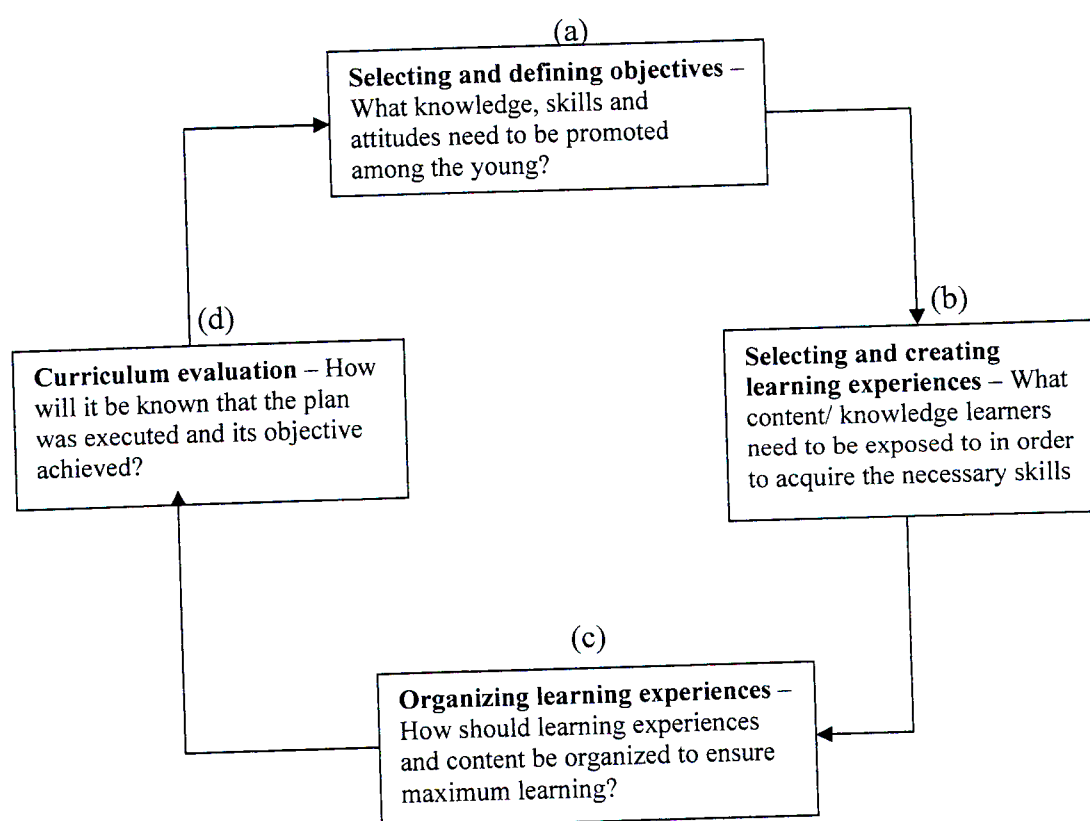 (a)
Selecting and defining objectives –
What knowledge, skills and
attitudes need to be promoted
among the young?
(b)
Selecting and creating
learning experiences – What
content/ knowledge learners
need to be exposed to in order
to acquire the necessary skills
(c)
Organizing learning experiences –
How should learning experiences
and content be organized to ensure
maximum learning?
(d)
Curriculum evaluation – How
will it be known that the plan
was executed and its objective
achieved?